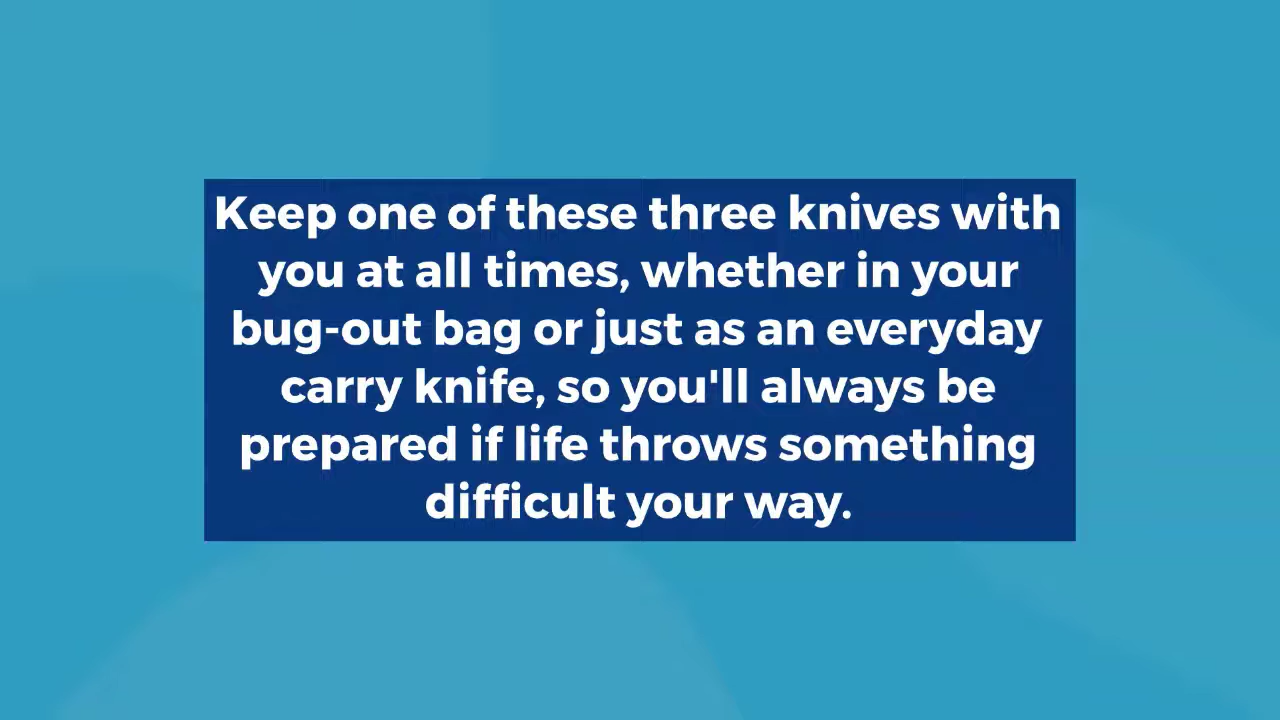 Keep one of these three knives with
you at all times, whether in your
bug-out bag or just as an everyday
carry knife, so you'll always be
prepared if life throws something
difficult your way.